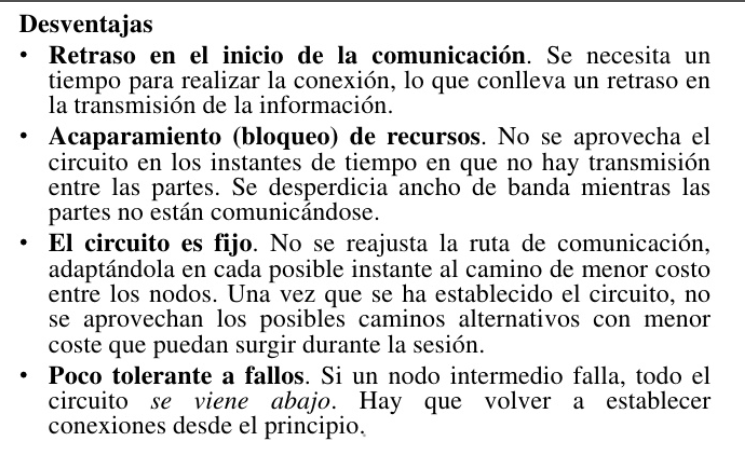 Desventajas
• Retraso en el inicio de la comunicación. Se necesita un
tiempo para realizar la conexión, lo que conlleva un retraso en
la transmisión de la información.
• Acaparamiento (bloqueo) de recursos. No se aprovecha el
circuito en los instantes de tiempo en que no hay transmisión
entre las partes. Se desperdicia ancho de banda mientras las
partes no están comunicándose.
• El circuito es fijo. No se reajusta la ruta de comunicación,
adaptándola en cada posible instante al camino de menor costo
entre los nodos. Una vez que se ha establecido el circuito, no
se aprovechan los posibles caminos alternativos con menor
coste que puedan surgir durante la sesión.
• Poco tolerante a fallos. Si un nodo intermedio falla, todo el
circuito se viene abajo. Hay que volver a establecer
conexiones desde el principio.